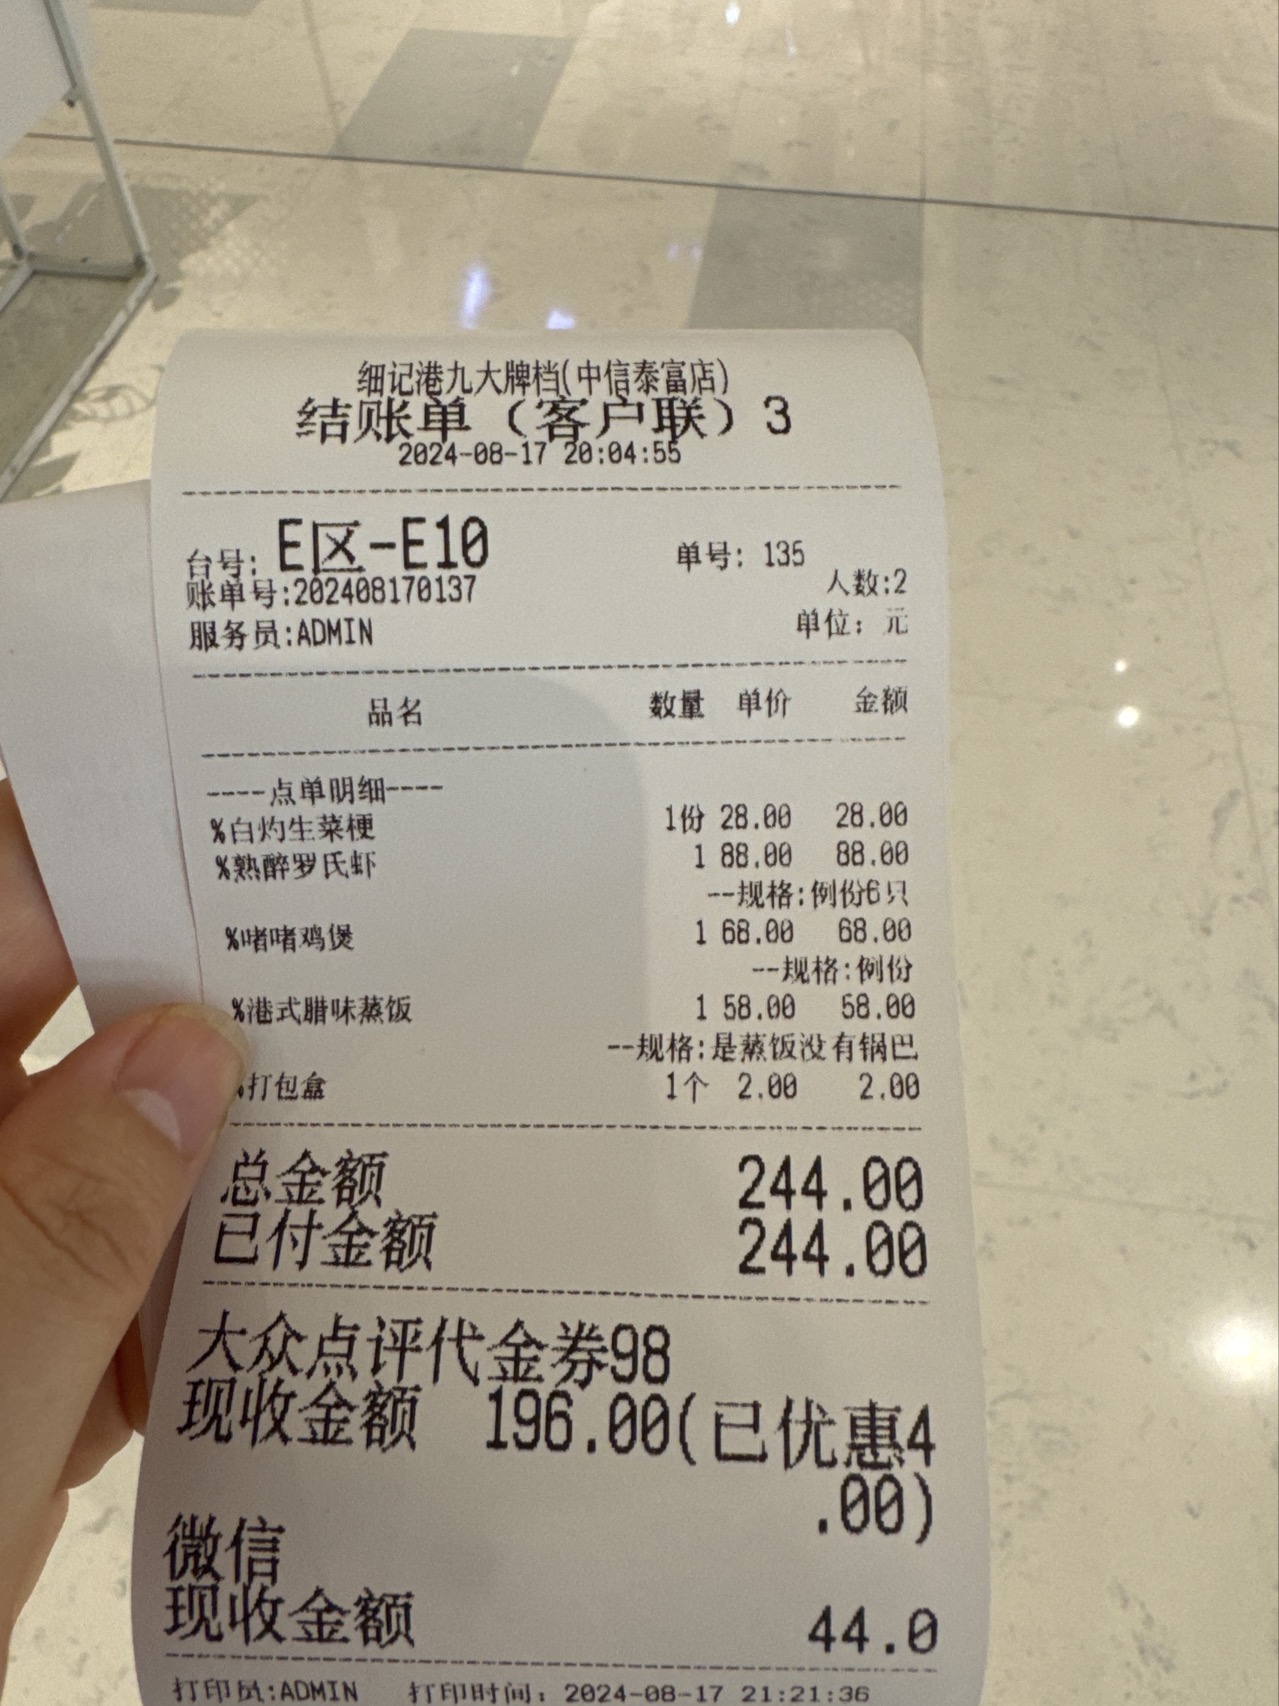 细记港九大牌档(中信泰富店)
结账单（客户联）3
2024-08-17 20:04:55
台号: E区-E10 单号: 135
账单号:202408170137 人数:2
服务员:ADMIN 单位: 元
品名 数量 单价 金额
----点单明细----
%白灼生菜梗 1份 28.00 28.00
%熟醉罗氏虾 1 88.00 88.00
--规格:例份6只
%啫啫鸡煲 1 68.00 68.00
--规格:例份
%港式腊味蒸饭 1 58.00 58.00
--规格:是蒸饭没有锅巴
%打包盒 1个 2.00 2.00
总金额 244.00
已付金额 244.00
大众点评代金券98
现收金额 196.00(已优惠4
.00)
微信
现收金额 44.0
打印员:ADMIN 打印时间: 2024-08-17 21:21:36